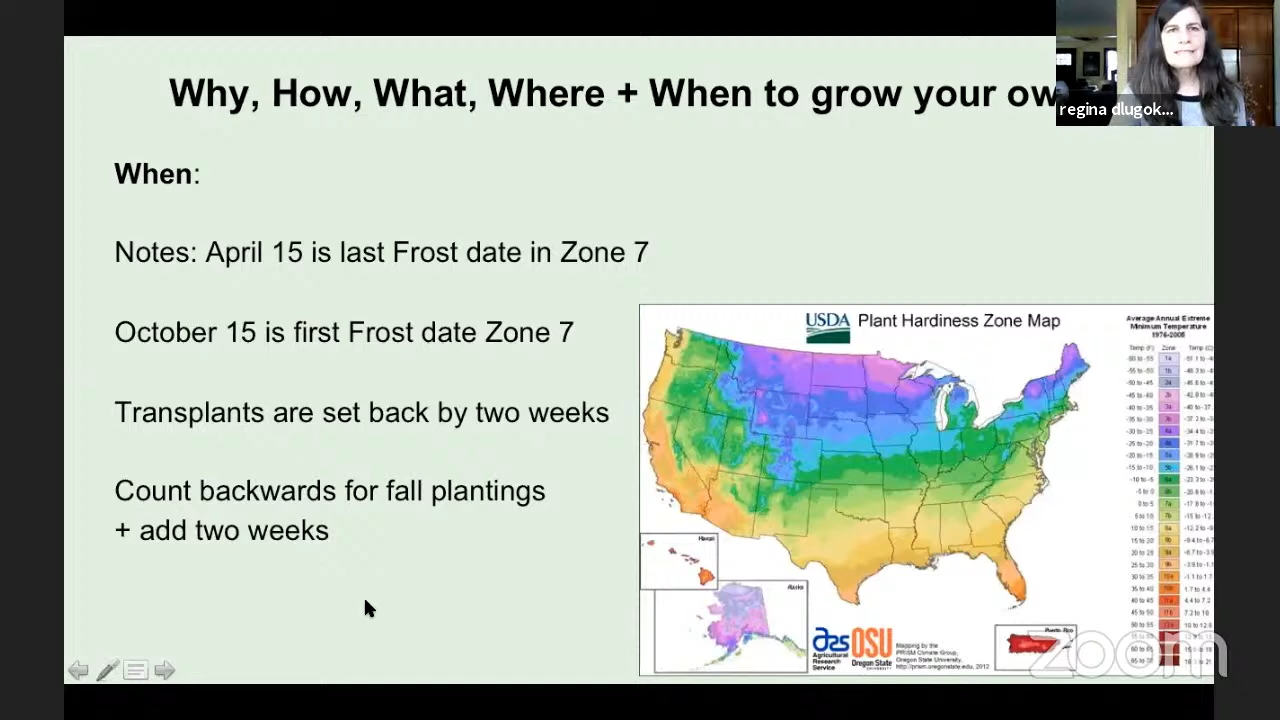 Why, How, What, Where + When to grow your ow
regina dlugok...
When:
Notes: April 15 is last Frost date in Zone 7
October 15 is first Frost date Zone 7
Transplants are set back by two weeks
Count backwards for fall plantings
+ add two weeks
USDA Plant Hardiness Zone Map
Average Annual Extreme
Minimum Temperature
1976-2005
Temp (F) Zone Temp (C)
Hawaii
Alaska
Puerto Rico
Agricultural
Research
Service
OSU
Oregon State
UNIVERSITY
Mapping by the
PRISM Climate Group,
Oregon State University,
http://prism.oregonstate.edu, 2012
zoom